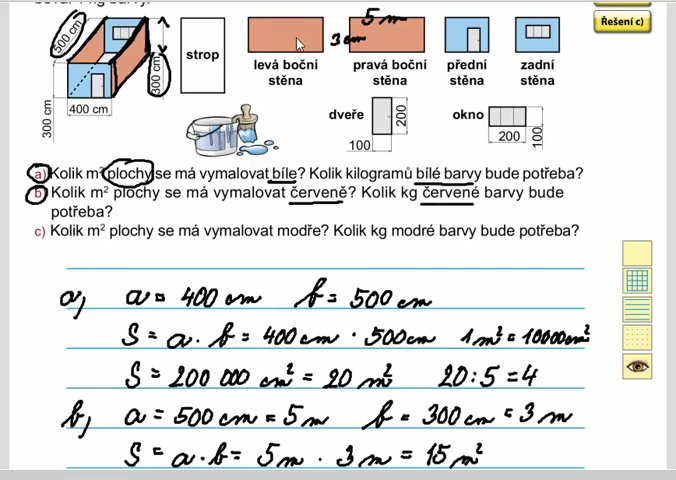 Řešení c)
500 cm
300 cm
400 cm
300 cm
strop
levá boční
stěna
5 m
3 cm
pravá boční
stěna
přední
stěna
zadní
stěna
dveře
200
100
okno
200
100
a) Kolik m² plochy se má vymalovat bíle? Kolik kilogramů bílé barvy bude potřeba?
b) Kolik m² plochy se má vymalovat červeně? Kolik kg červené barvy bude
potřeba?
c) Kolik m² plochy se má vymalovat modře? Kolik kg modré barvy bude potřeba?
a) a = 400 cm b = 500 cm
S = a · b = 400 cm · 500 cm 1 m² = 10000 cm²
S = 200 000 cm² = 20 m² 20 : 5 = 4
b) a = 500 cm = 5 m b = 300 cm = 3 m
S = a · b = 5 m · 3 m = 15 m²